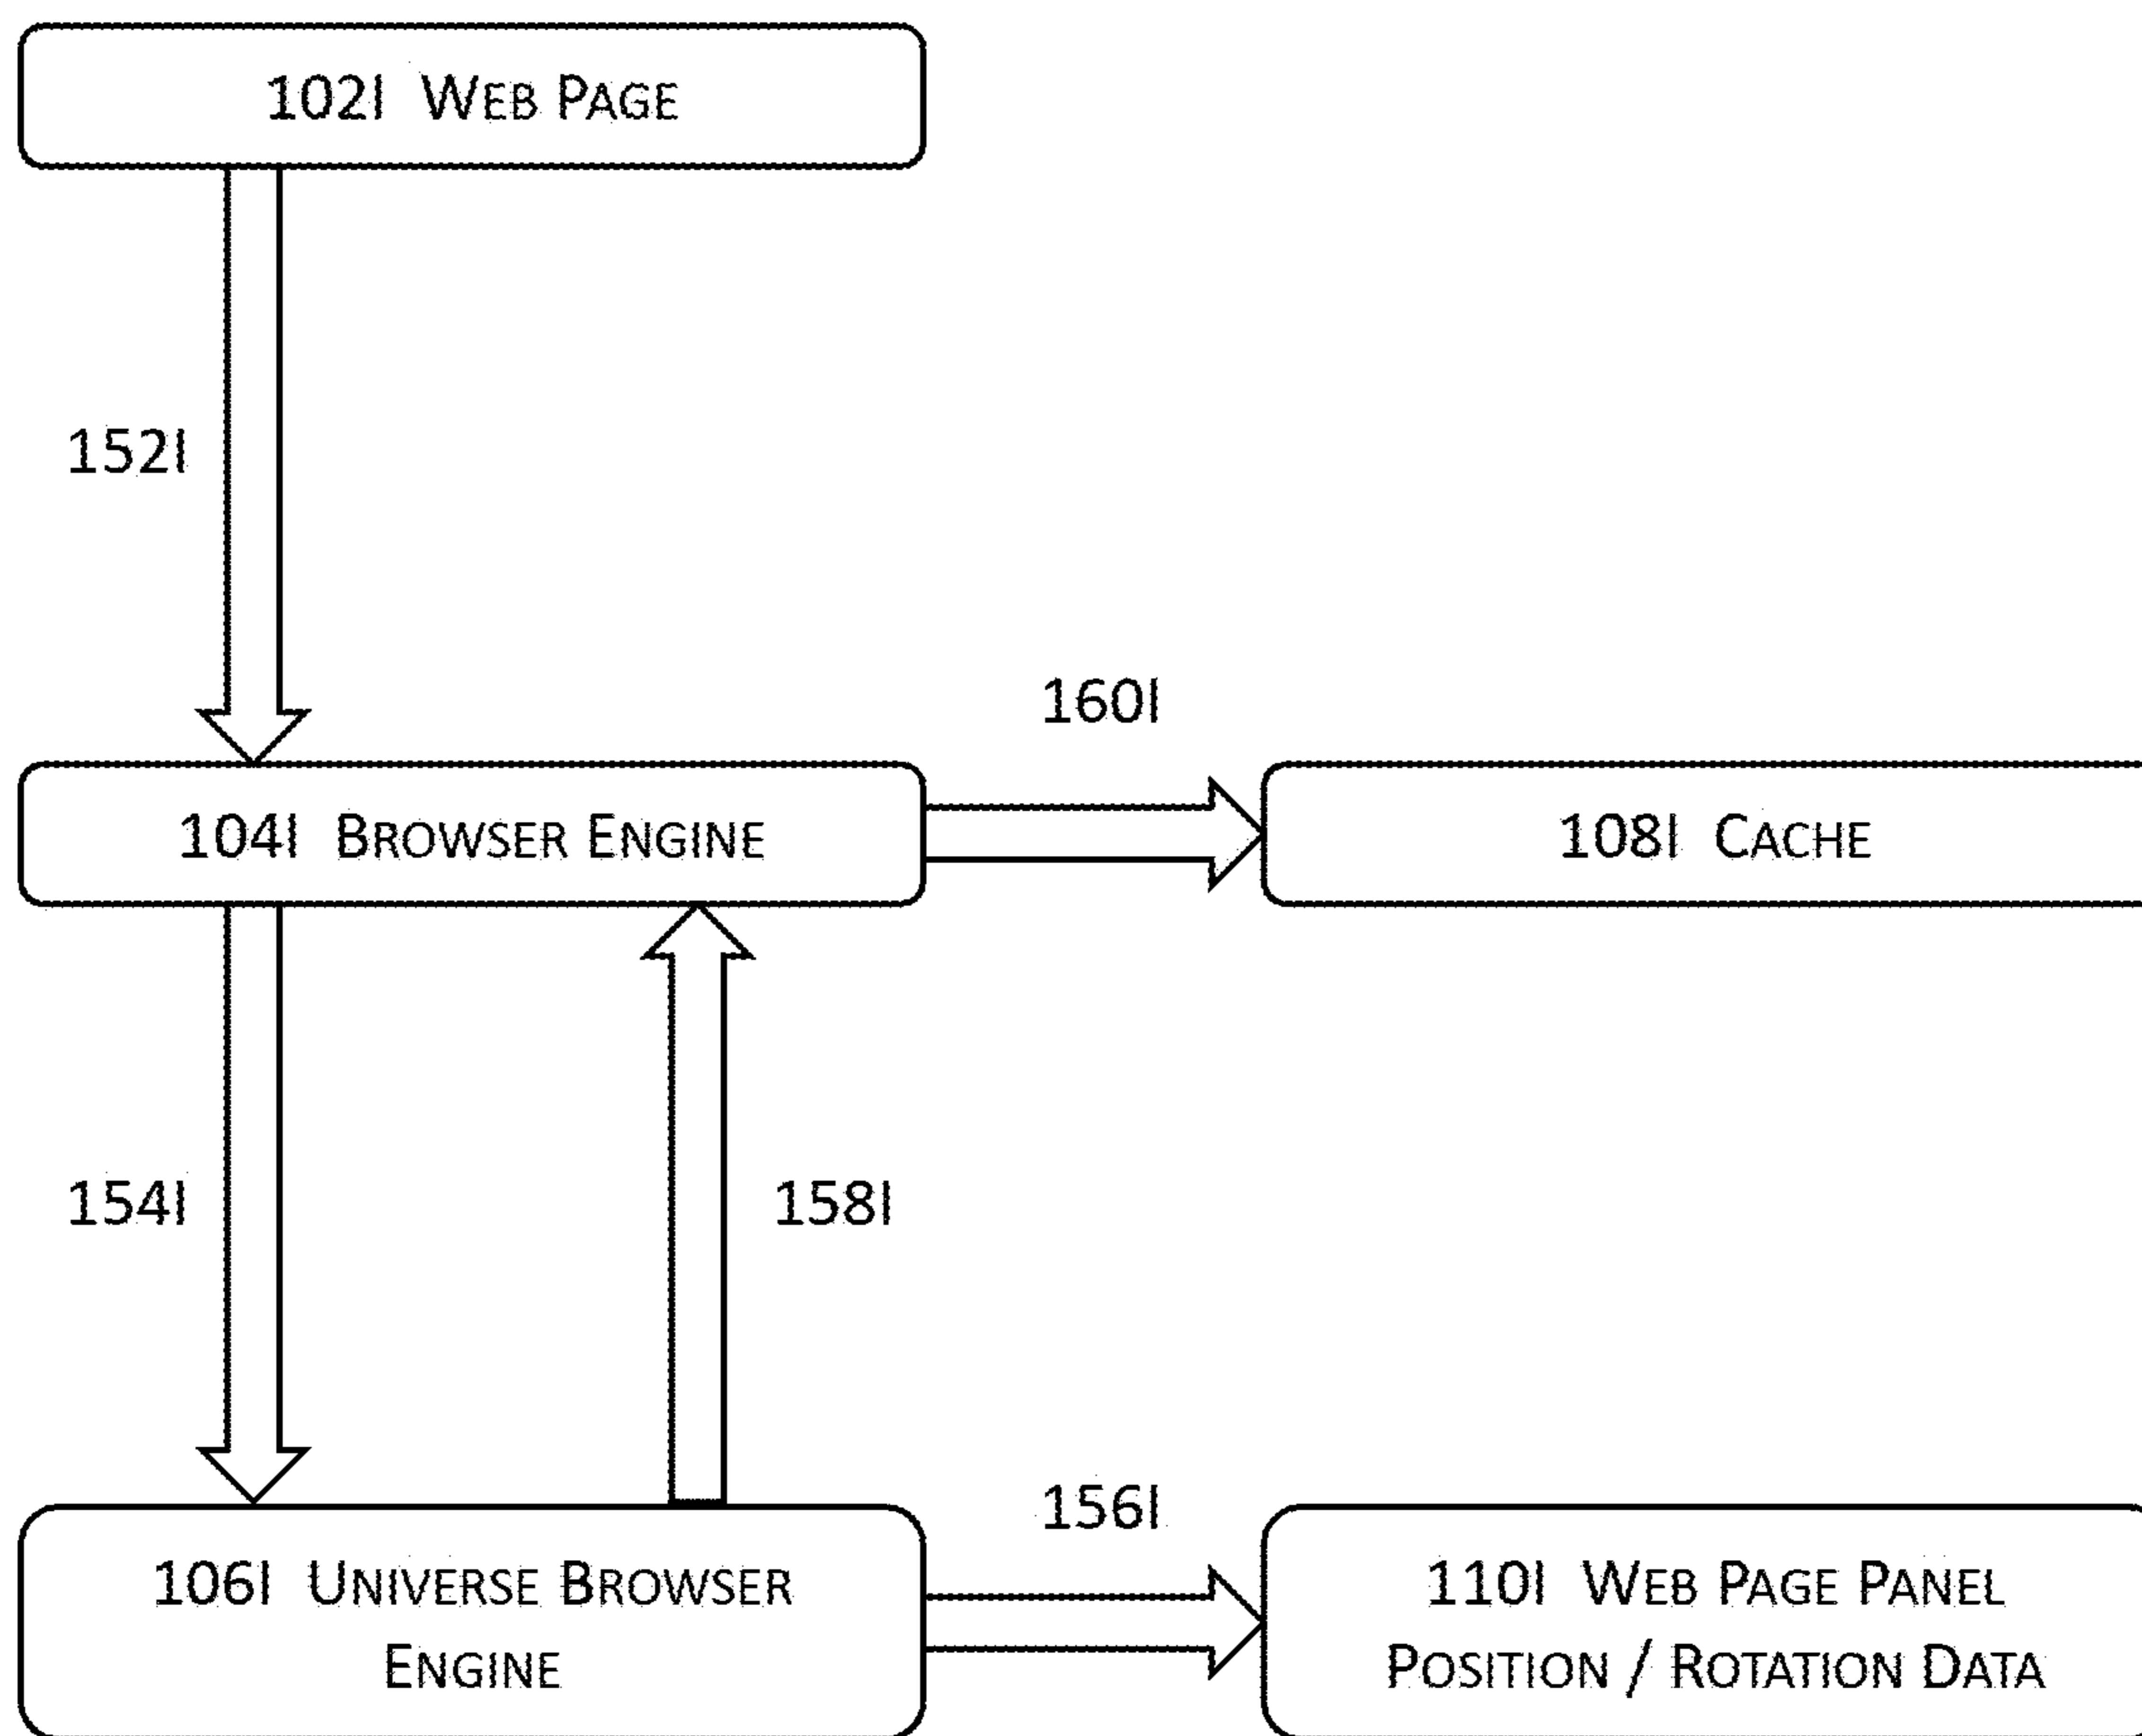 102I WEB PAGE
152I
160I
104I BROWSER ENGINE
108I CACHE
154I
158I
156I
106I UNIVERSE BROWSER
ENGINE
110I WEB PAGE PANEL
POSITION / ROTATION DATA